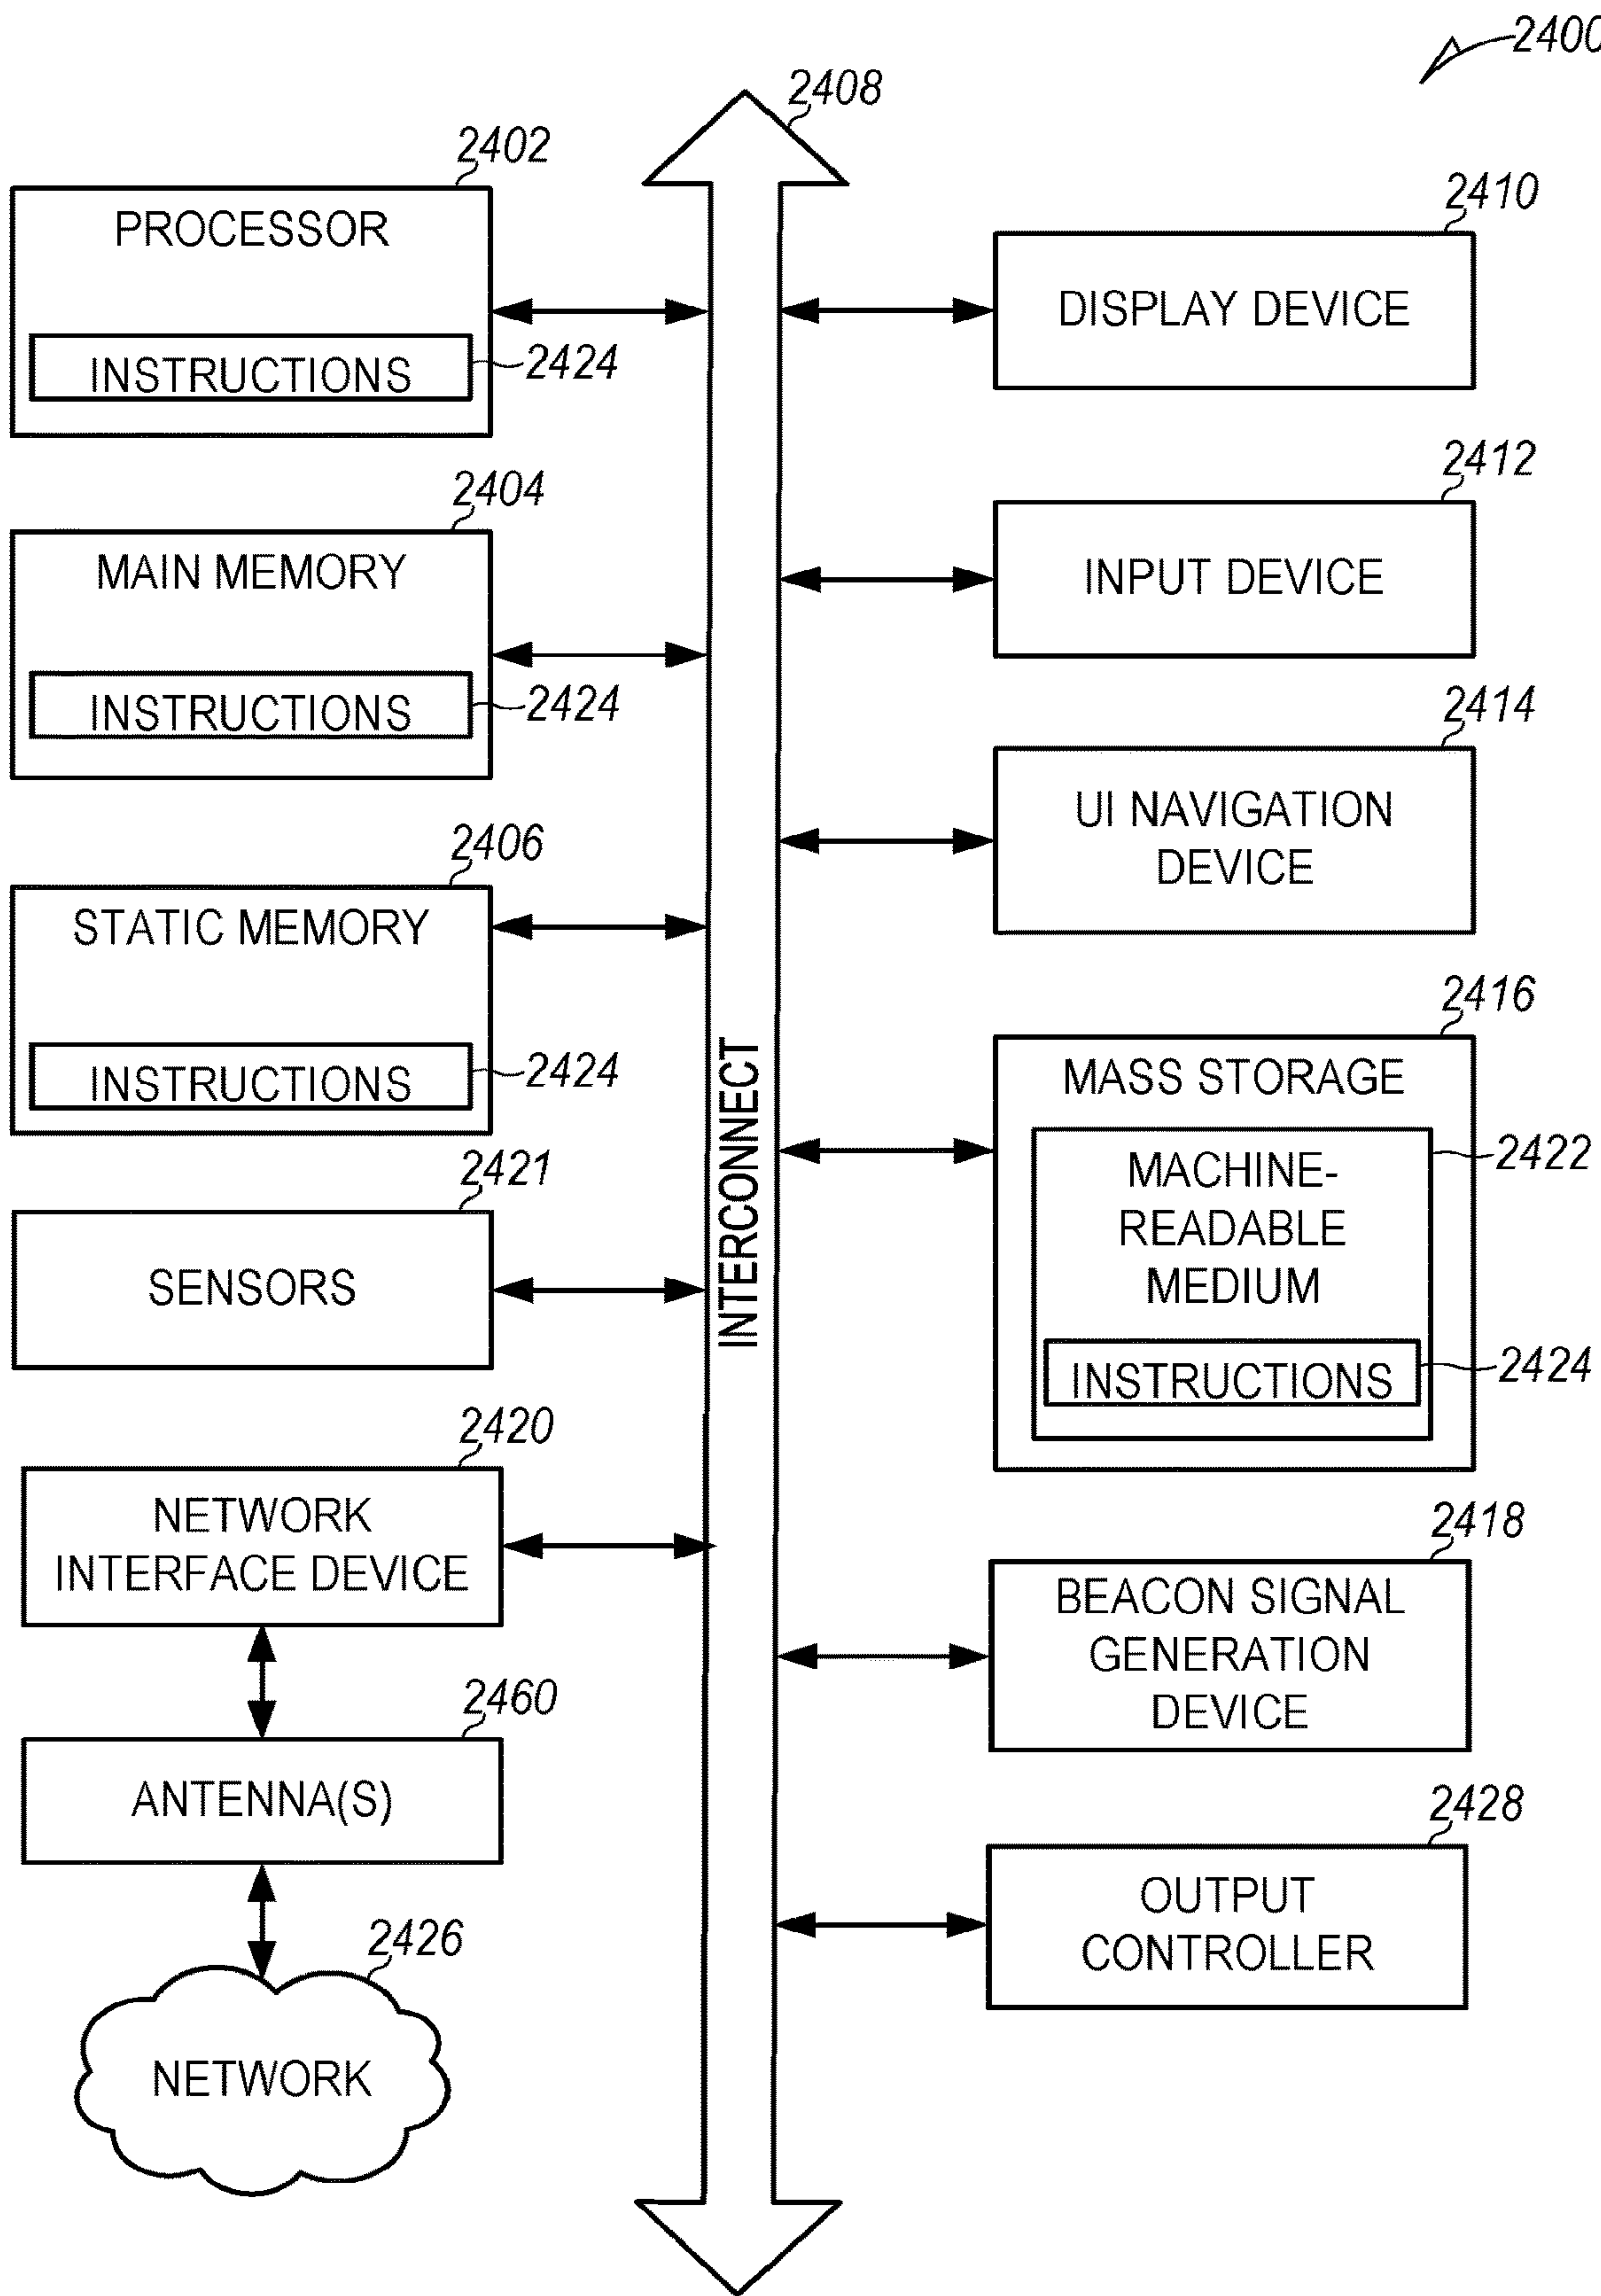 2400
2408
2402
PROCESSOR
INSTRUCTIONS
2424
2404
MAIN MEMORY
INSTRUCTIONS
2424
2406
STATIC MEMORY
INSTRUCTIONS
2424
2421
SENSORS
2420
NETWORK
INTERFACE DEVICE
2460
ANTENNA(S)
2426
NETWORK
INTERCONNECT
2410
DISPLAY DEVICE
2412
INPUT DEVICE
2414
UI NAVIGATION
DEVICE
2416
MASS STORAGE
2422
MACHINE-
READABLE
MEDIUM
INSTRUCTIONS
2424
2418
BEACON SIGNAL
GENERATION
DEVICE
2428
OUTPUT
CONTROLLER